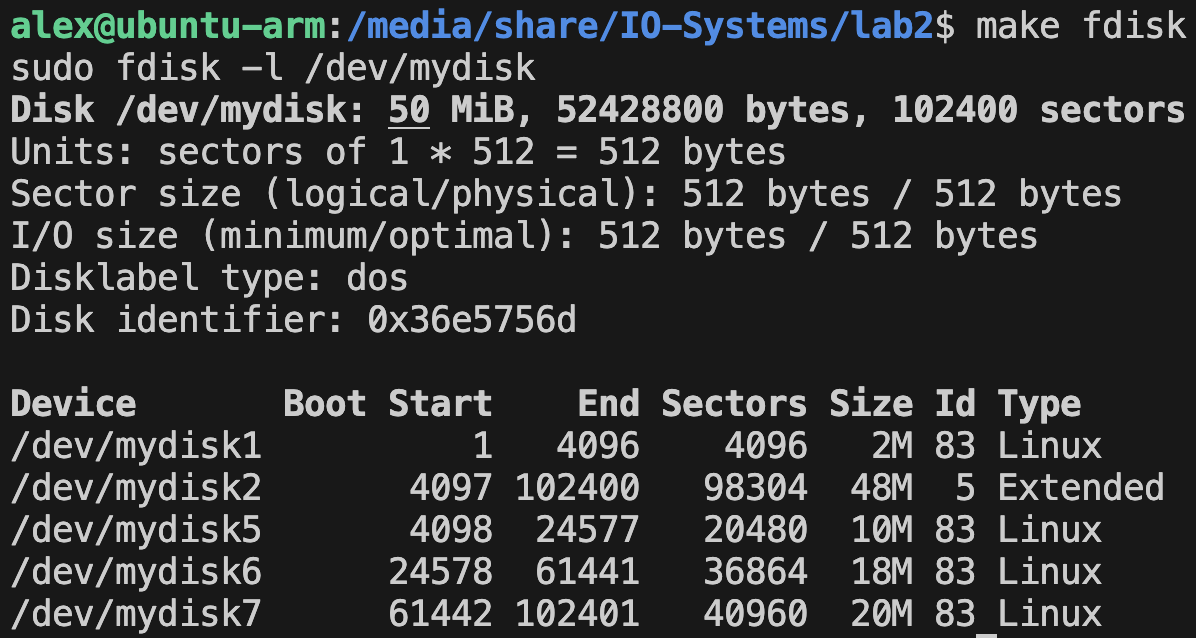 alex@ubuntu-arm:/media/share/IO-Systems/lab2$ make fdisk
sudo fdisk -l /dev/mydisk
Disk /dev/mydisk: 50 MiB, 52428800 bytes, 102400 sectors
Units: sectors of 1 * 512 = 512 bytes
Sector size (logical/physical): 512 bytes / 512 bytes
I/O size (minimum/optimal): 512 bytes / 512 bytes
Disklabel type: dos
Disk identifier: 0x36e5756d

Device       Boot Start    End Sectors Size Id Type
/dev/mydisk1          1   4096    4096   2M 83 Linux
/dev/mydisk2       4097 102400   98304  48M  5 Extended
/dev/mydisk5       4098  24577   20480  10M 83 Linux
/dev/mydisk6      24578  61441   36864  18M 83 Linux
/dev/mydisk7      61442 102401   40960  20M 83 Linux